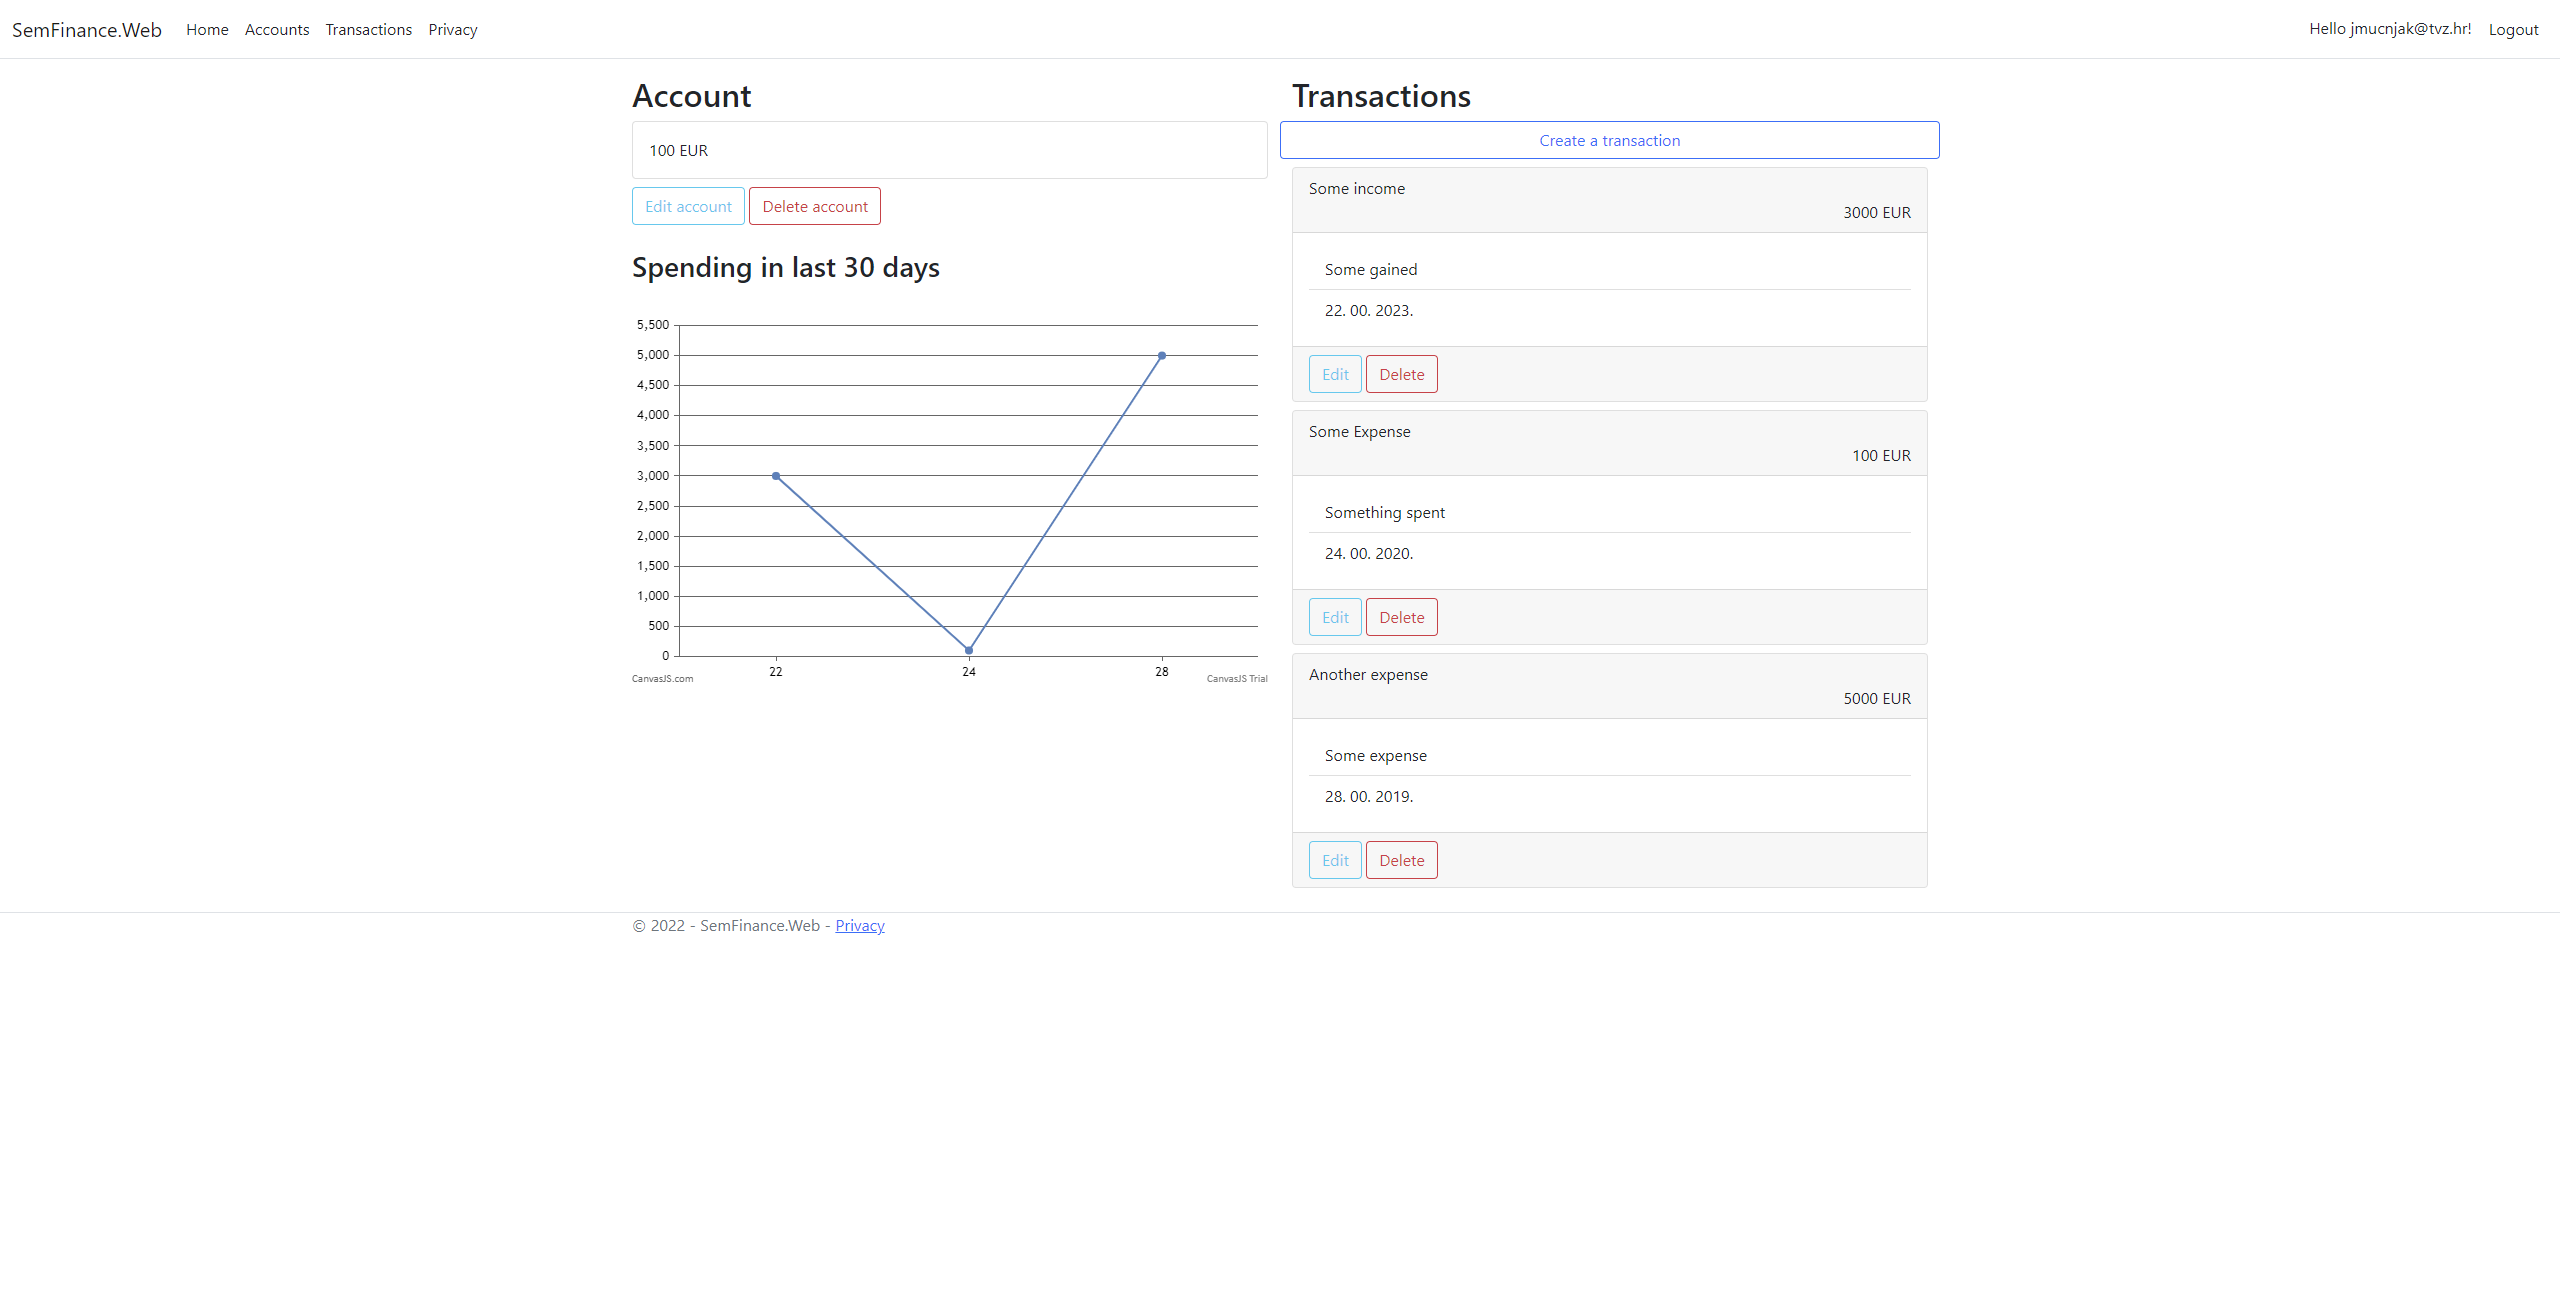 SemFinance.Web Home Accounts Transactions Privacy Hello jmucnjak@tvz.hr! Logout
Account
100 EUR
Edit account Delete account
Spending in last 30 days
5,500
5,000
4,500
4,000
3,500
3,000
2,500
2,000
1,500
1,000
500
0
22 24 28
CanvasJS.com CanvasJS Trial
Transactions
Create a transaction
Some income
3000 EUR
Some gained
22. 00. 2023.
Edit Delete
Some Expense
100 EUR
Something spent
24. 00. 2020.
Edit Delete
Another expense
5000 EUR
Some expense
28. 00. 2019.
Edit Delete
© 2022 - SemFinance.Web - Privacy